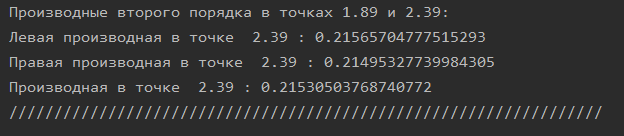 Производные второго порядка в точках 1.89 и 2.39:
Левая производная в точке  2.39 : 0.21565704777515293
Правая производная в точке  2.39 : 0.21495327739984305
Производная в точке  2.39 : 0.21530503768740772
//////////////////////////////////////////////////////////////////